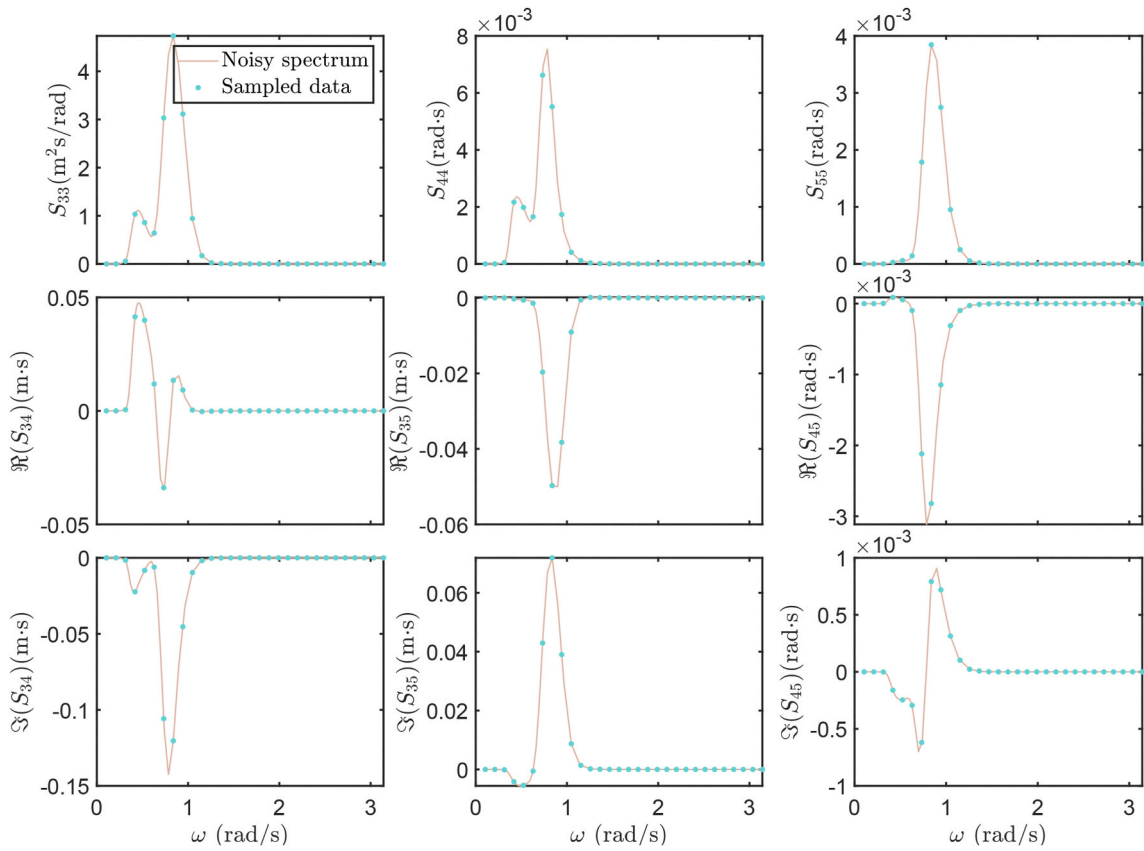 4
3
2
1
0
S₃₃(m²s/rad)
Noisy spectrum
Sampled data
×10⁻³
8
6
4
2
0
S₄₄(rad·s)
×10⁻³
4
3
2
1
0
S₅₅(rad·s)
0.05
0
-0.05
ℜ(S₃₄)(m·s)
0
-0.02
-0.04
-0.06
ℜ(S₃₅)(m·s)
×10⁻³
0
-1
-2
-3
ℜ(S₄₅)(rad·s)
0
-0.05
-0.1
-0.15
ℑ(S₃₄)(m·s)
0 1 2 3
ω (rad/s)
0.06
0.04
0.02
0
ℑ(S₃₅)(m·s)
0 1 2 3
ω (rad/s)
×10⁻³
1
0.5
0
-0.5
-1
ℑ(S₄₅)(rad·s)
0 1 2 3
ω (rad/s)